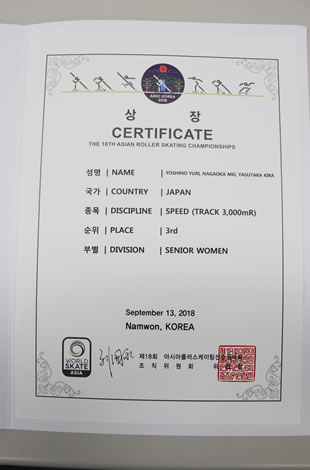 ARSC KOREA
2018
상 장
CERTIFICATE
THE 18TH ASIAN ROLLER SKATING CHAMPIONSHIPS
성명 | NAME | YOSHINO YURI, NAGAOKA MEI, YASUTAKA KIRA
국가 | COUNTRY | JAPAN
종목 | DISCIPLINE | SPEED (TRACK 3,000mR)
순위 | PLACE | 3rd
부별 | DIVISION | SENIOR WOMEN
September 13, 2018
Namwon, KOREA
WORLD
SKATE
ASIA
제18회 아시아롤러스케이팅선수권대회
조 직 위 원 회 위